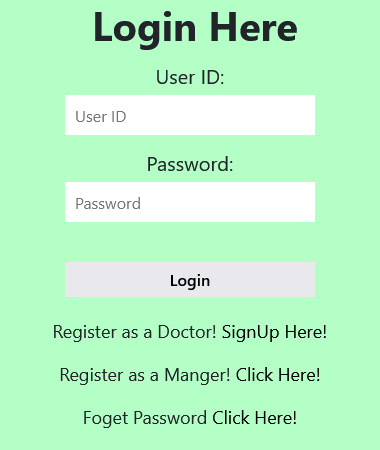 Login Here
User ID:
User ID
Password:
Password
Login
Register as a Doctor! SignUp Here!
Register as a Manger! Click Here!
Foget Password Click Here!